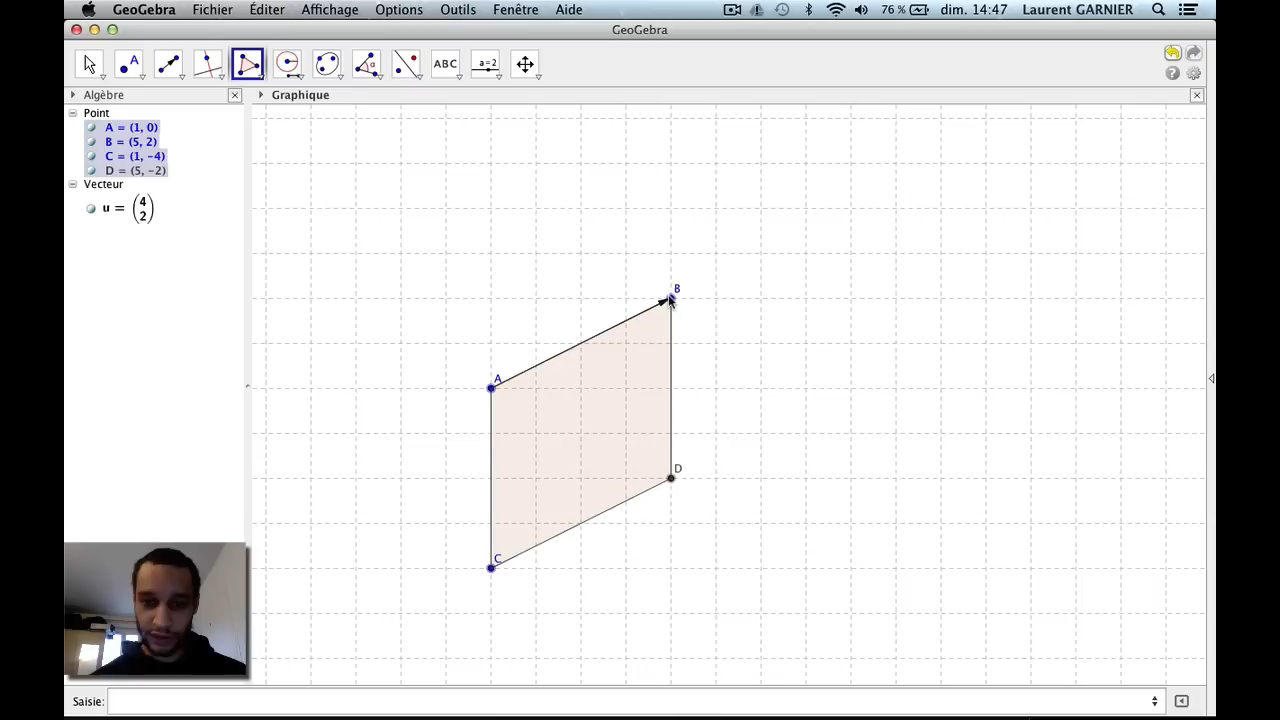 GeoGebra Fichier Éditer Affichage Options Outils Fenêtre Aide 76 % dim. 14:47 Laurent GARNIER
GeoGebra
A ABC a=2
Algèbre
Graphique
Point
A = (1, 0)
B = (5, 2)
C = (1, −4)
D = (5, −2)
Vecteur
u = (4
2)
B
A
D
C
Saisie: